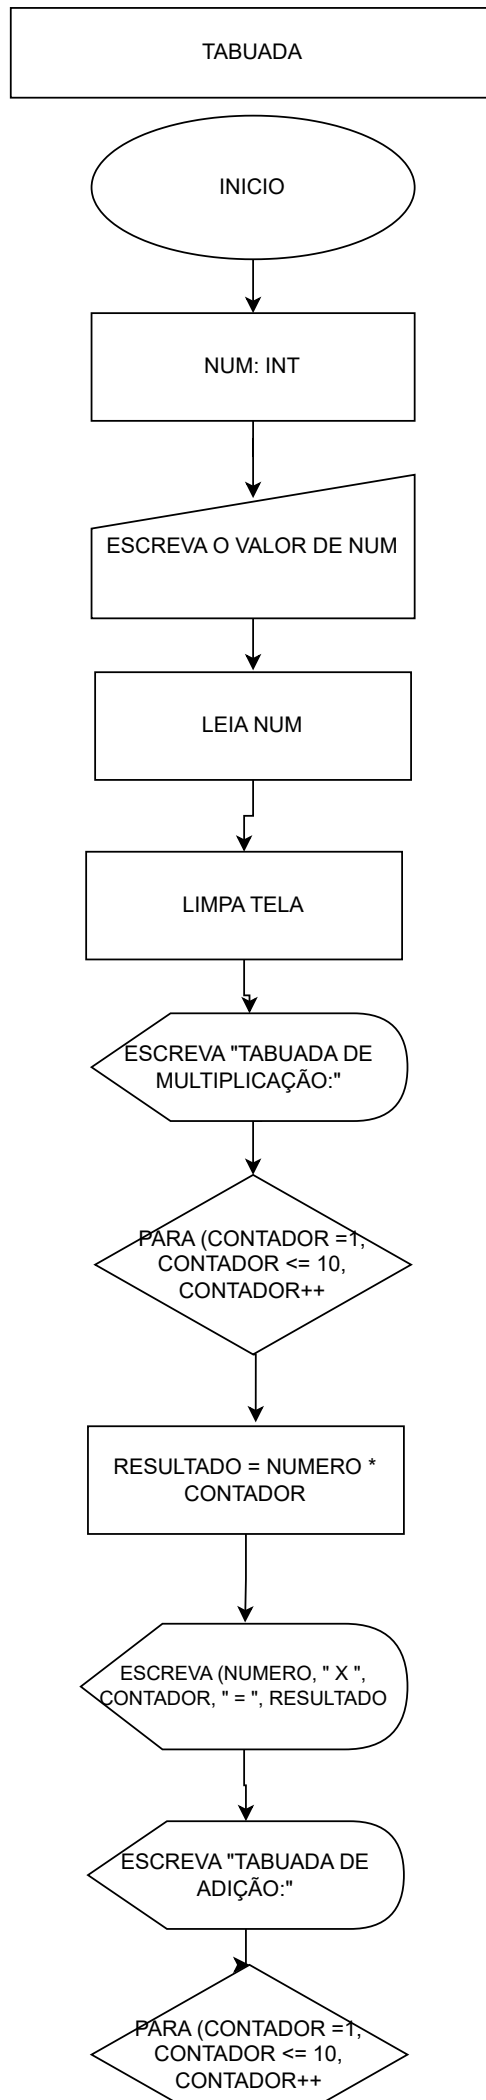 TABUADA
INICIO
NUM: INT
ESCREVA O VALOR DE NUM
LEIA NUM
LIMPA TELA
ESCREVA "TABUADA DE
MULTIPLICAÇÃO:"
PARA (CONTADOR =1,
CONTADOR <= 10,
CONTADOR++
RESULTADO = NUMERO *
CONTADOR
ESCREVA (NUMERO, " X ",
CONTADOR, " = ", RESULTADO
ESCREVA "TABUADA DE
ADIÇÃO:"
PARA (CONTADOR =1,
CONTADOR <= 10,
CONTADOR++